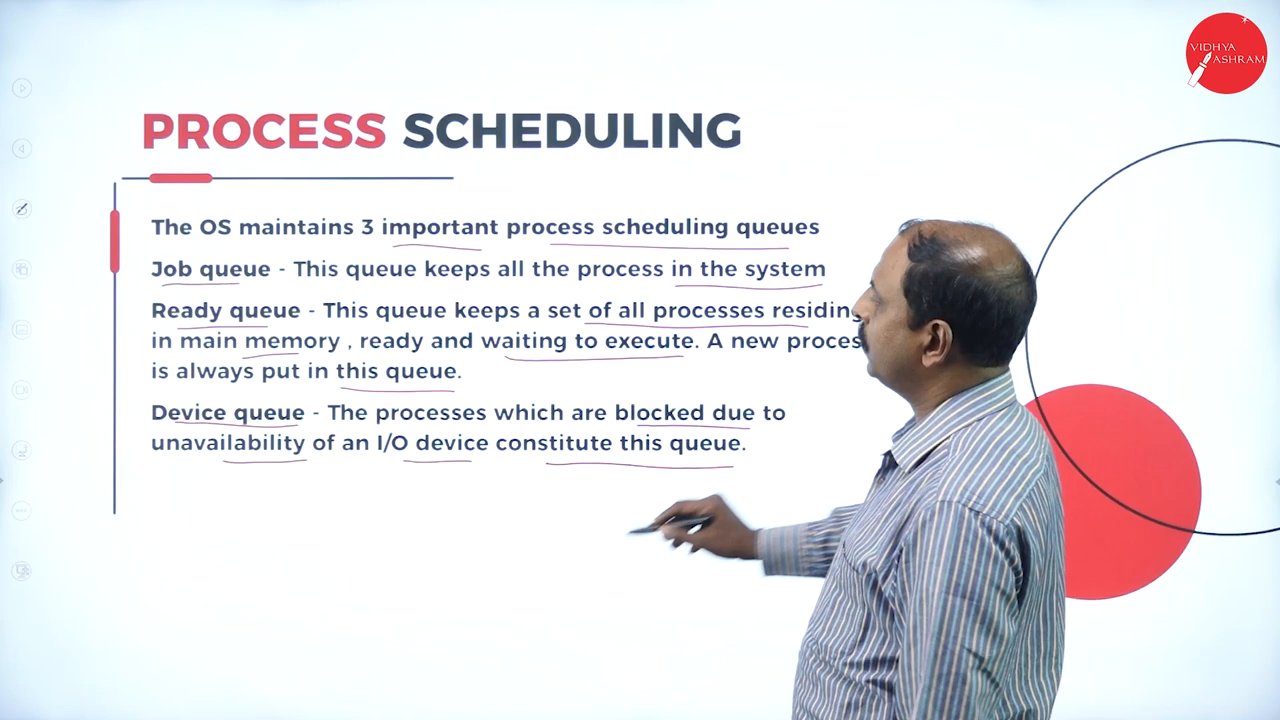 VIDHYA
ASHRAM
PROCESS SCHEDULING
The OS maintains 3 important process scheduling queues
Job queue - This queue keeps all the process in the system
Ready queue - This queue keeps a set of all processes residing
in main memory , ready and waiting to execute. A new proces
is always put in this queue.
Device queue - The processes which are blocked due to
unavailability of an I/O device constitute this queue.